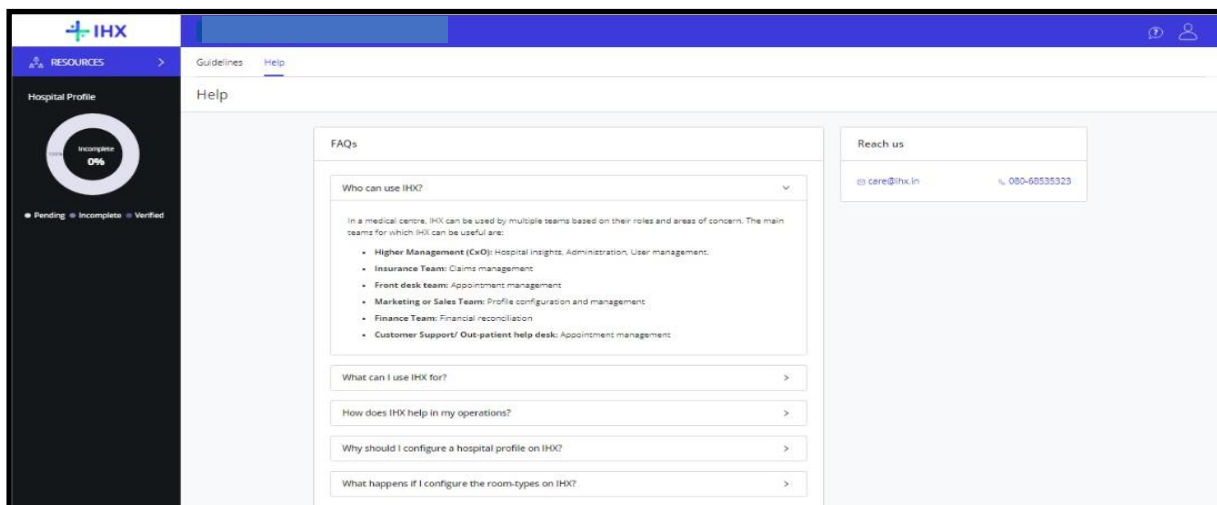 IHX
RESOURCES
Guidelines Help
Hospital Profile
Help
Incomplete
0%
Pending Incomplete Verified
FAQs
Who can use IHX?
In a medical centre, IHX can be used by multiple teams based on their roles and areas of concern. The main
teams for which IHX can be useful are:
Higher Management (CxO): Hospital insights, Administration, User management.
Insurance Team: Claims management
Front desk team: Appointment management
Marketing or Sales Team: Profile configuration and management
Finance Team: Financial reconciliation
Customer Support/ Out-patient help desk: Appointment management
What can I use IHX for?
How does IHX help in my operations?
Why should I configure a hospital profile on IHX?
What happens if I configure the room-types on IHX?
Reach us
care@ihx.in 080-68535323